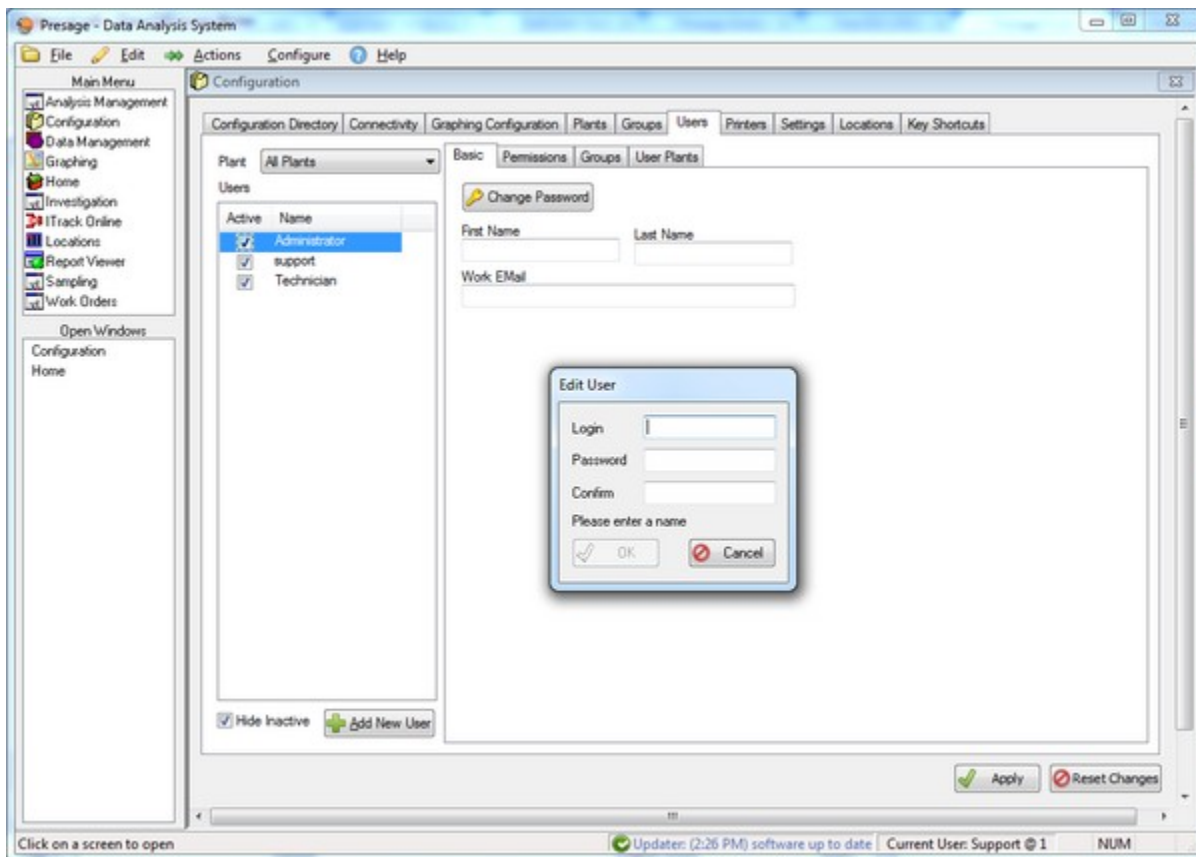 Presage - Data Analysis System
File Edit Actions Configure Help
Main Menu
Analysis Management
Configuration
Data Management
Graphing
Home
Investigation
ITrack Online
Locations
Report Viewer
Sampling
Work Orders
Open Windows
Configuration
Home
Configuration
Configuration Directory Connectivity Graphing Configuration Plants Groups Users Printers Settings Locations Key Shortcuts
Plant All Plants
Users
Active Name
Administrator
support
Technician
Hide Inactive Add New User
Basic Permissions Groups User Plants
Change Password
First Name Last Name
Work EMail
Edit User
Login
Password
Confirm
Please enter a name
OK Cancel
Apply Reset Changes
Click on a screen to open Updater: (2:26 PM) software up to date Current User: Support @ 1 NUM